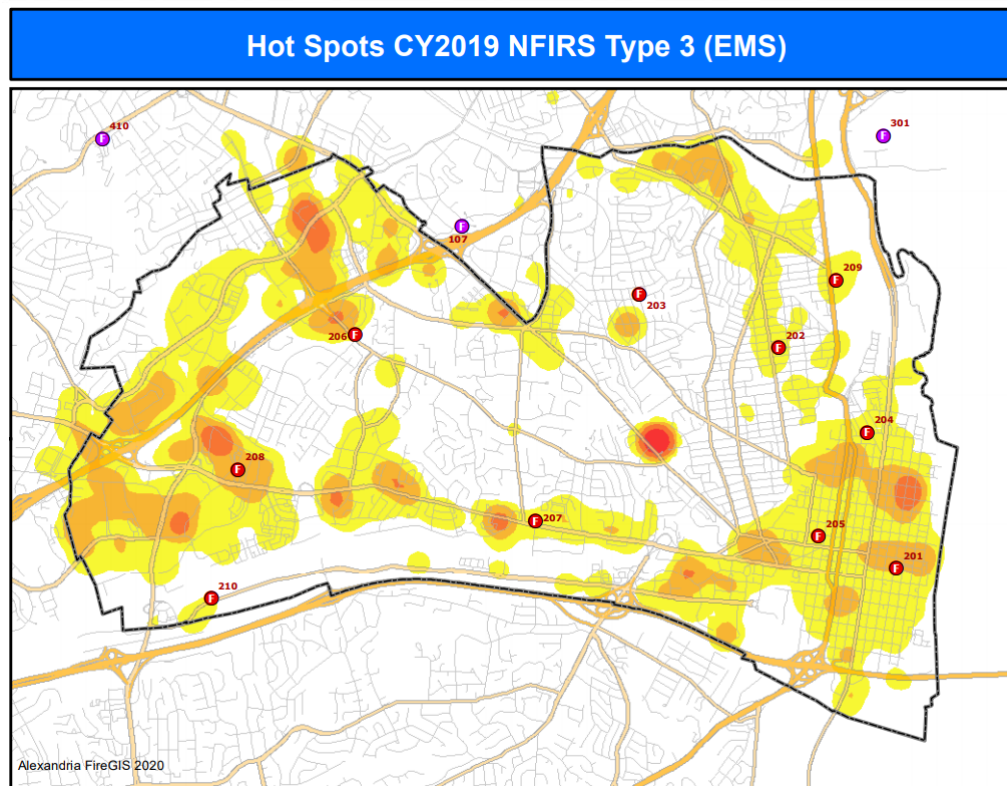 Hot Spots CY2019 NFIRS Type 3 (EMS)
F 410
F 301
F 107
F 209
F 203
F 206
F 202
F 204
F 208
F 207
F 205
F 201
F 210
Alexandria FireGIS 2020